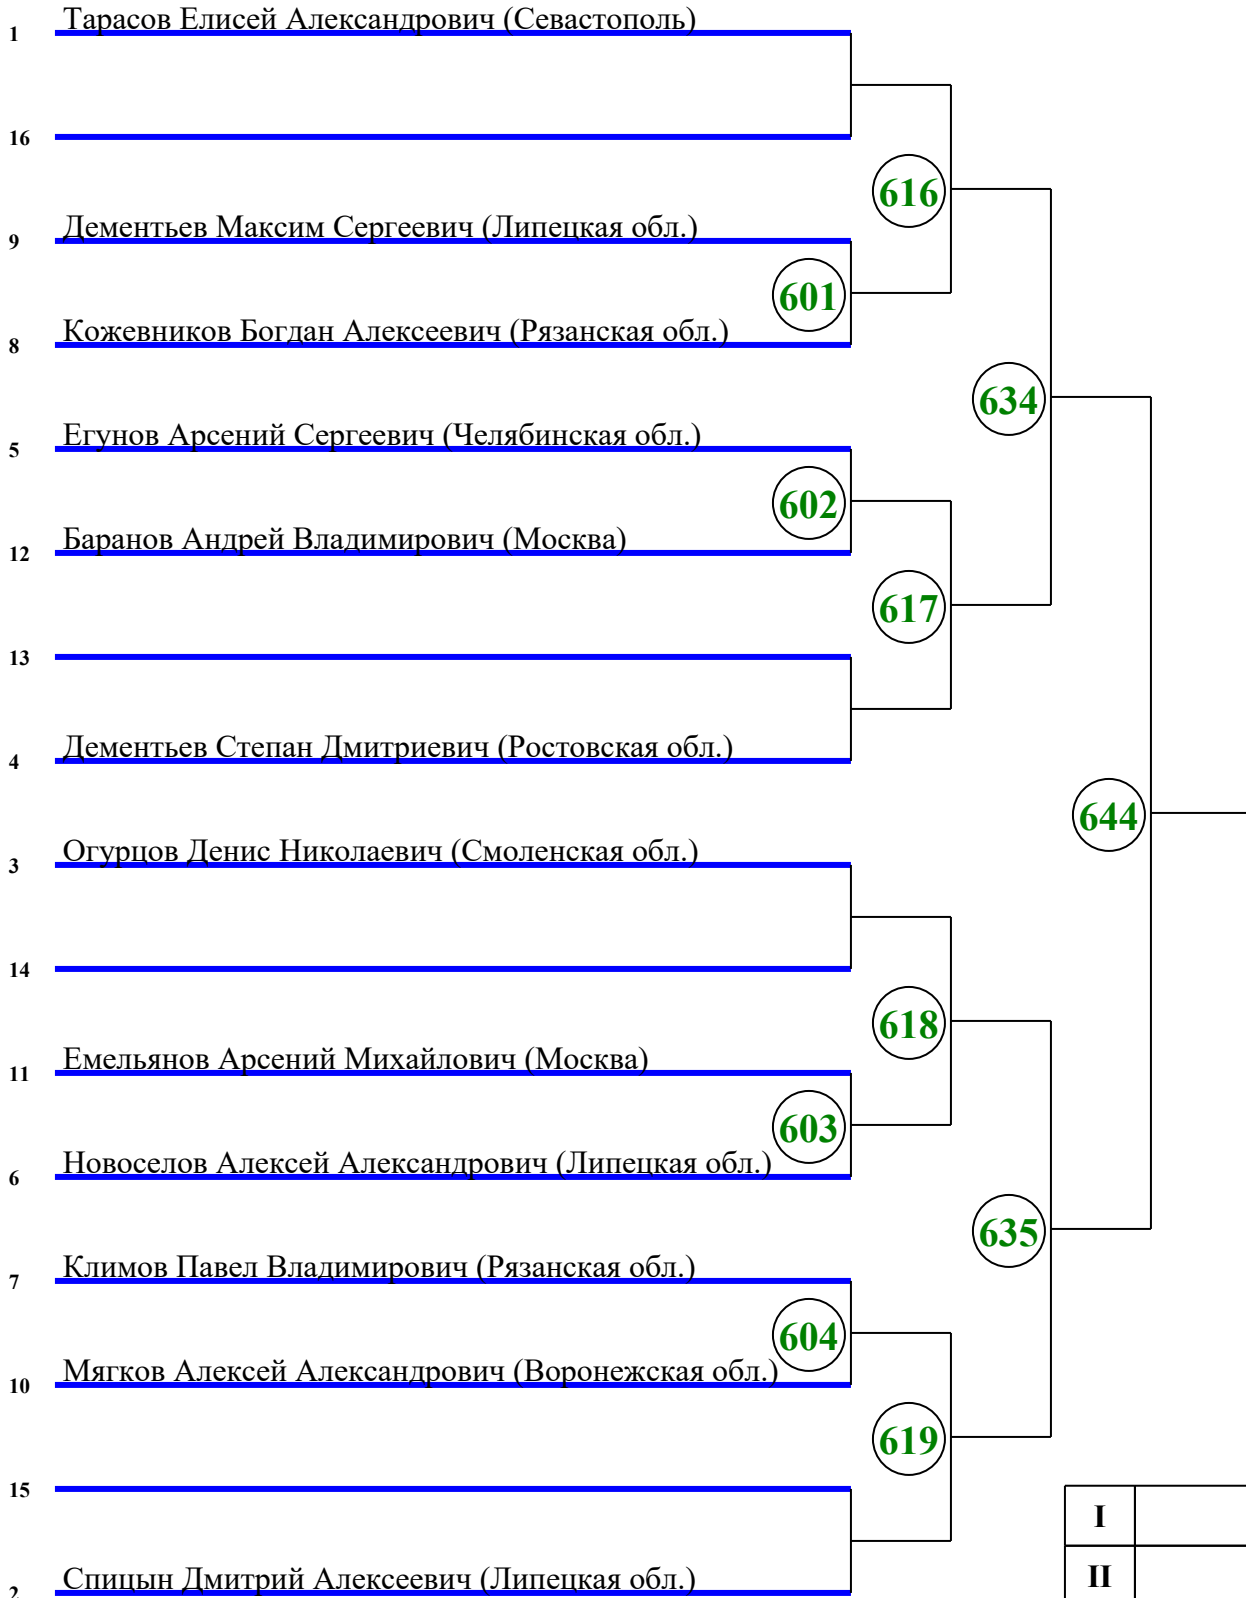 Тарасов Елисей Александрович (Севастополь)
1
16
616
Дементьев Максим Сергеевич (Липецкая обл.)
9
601
Кожевников Богдан Алексеевич (Рязанская обл.)
8
634
Егунов Арсений Сергеевич (Челябинская обл.)
5
602
Баранов Андрей Владимирович (Москва)
12
617
13
Дементьев Степан Дмитриевич (Ростовская обл.)
4
644
Огурцов Денис Николаевич (Смоленская обл.)
3
14
618
Емельянов Арсений Михайлович (Москва)
11
603
Новоселов Алексей Александрович (Липецкая обл.)
6
635
Климов Павел Владимирович (Рязанская обл.)
7
604
Мягков Алексей Александрович (Воронежская обл.)
10
619
15
I
Спицын Дмитрий Алексеевич (Липецкая обл.)
2
II